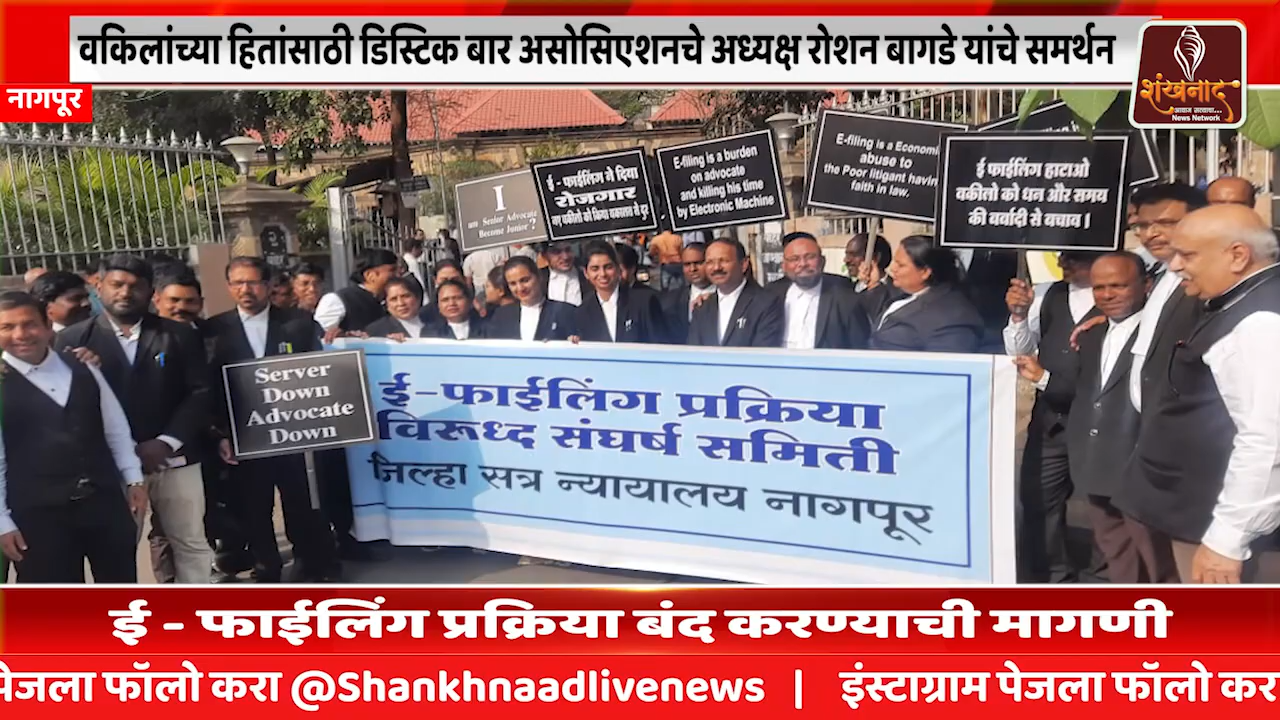 वकिलांच्या हितांसाठी डिस्टिक बार असोसिएशनचे अध्यक्ष रोशन बागडे यांचे समर्थन
शंखनाद
News Network
नागपूर
I
am Senior Advocate
Become Junior?
ई - फाईलिंग ने दिया
रोजगार
E-filing is a burden
on advocate
and killing his time
by Electronic Machine
E-filing is a Economi
abuse to
the Poor litigant havin
faith in law.
ई फाईलिंग हाटाओ
वकीलो को धन और समय
की बर्वादी से बचाव ।
Server
Down
Advocate
Down
ई-फाईलिंग प्रक्रिया
विरूध्द संघर्ष समिती
जिल्हा सत्र न्यायालय नागपूर
ई - फाईलिंग प्रक्रिया बंद करण्याची मागणी
पेजला फॉलो करा @Shankhnaadlivenews | इंस्टाग्राम पेजला फॉलो कर